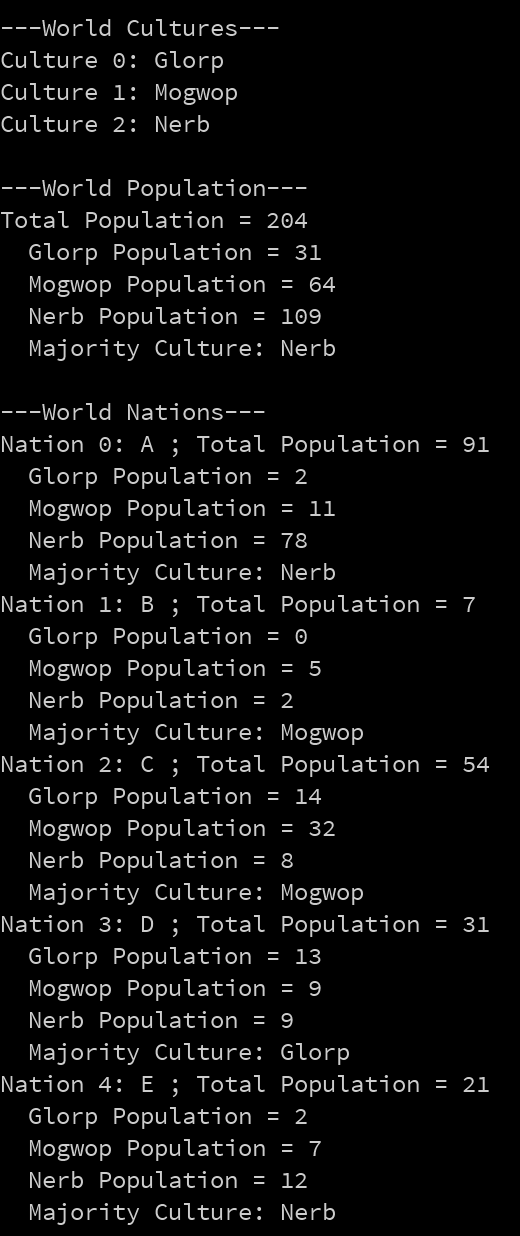 ---World Cultures---
Culture 0: Glorp
Culture 1: Mogwop
Culture 2: Nerb

---World Population---
Total Population = 204
  Glorp Population = 31
  Mogwop Population = 64
  Nerb Population = 109
  Majority Culture: Nerb

---World Nations---
Nation 0: A ; Total Population = 91
  Glorp Population = 2
  Mogwop Population = 11
  Nerb Population = 78
  Majority Culture: Nerb
Nation 1: B ; Total Population = 7
  Glorp Population = 0
  Mogwop Population = 5
  Nerb Population = 2
  Majority Culture: Mogwop
Nation 2: C ; Total Population = 54
  Glorp Population = 14
  Mogwop Population = 32
  Nerb Population = 8
  Majority Culture: Mogwop
Nation 3: D ; Total Population = 31
  Glorp Population = 13
  Mogwop Population = 9
  Nerb Population = 9
  Majority Culture: Glorp
Nation 4: E ; Total Population = 21
  Glorp Population = 2
  Mogwop Population = 7
  Nerb Population = 12
  Majority Culture: Nerb